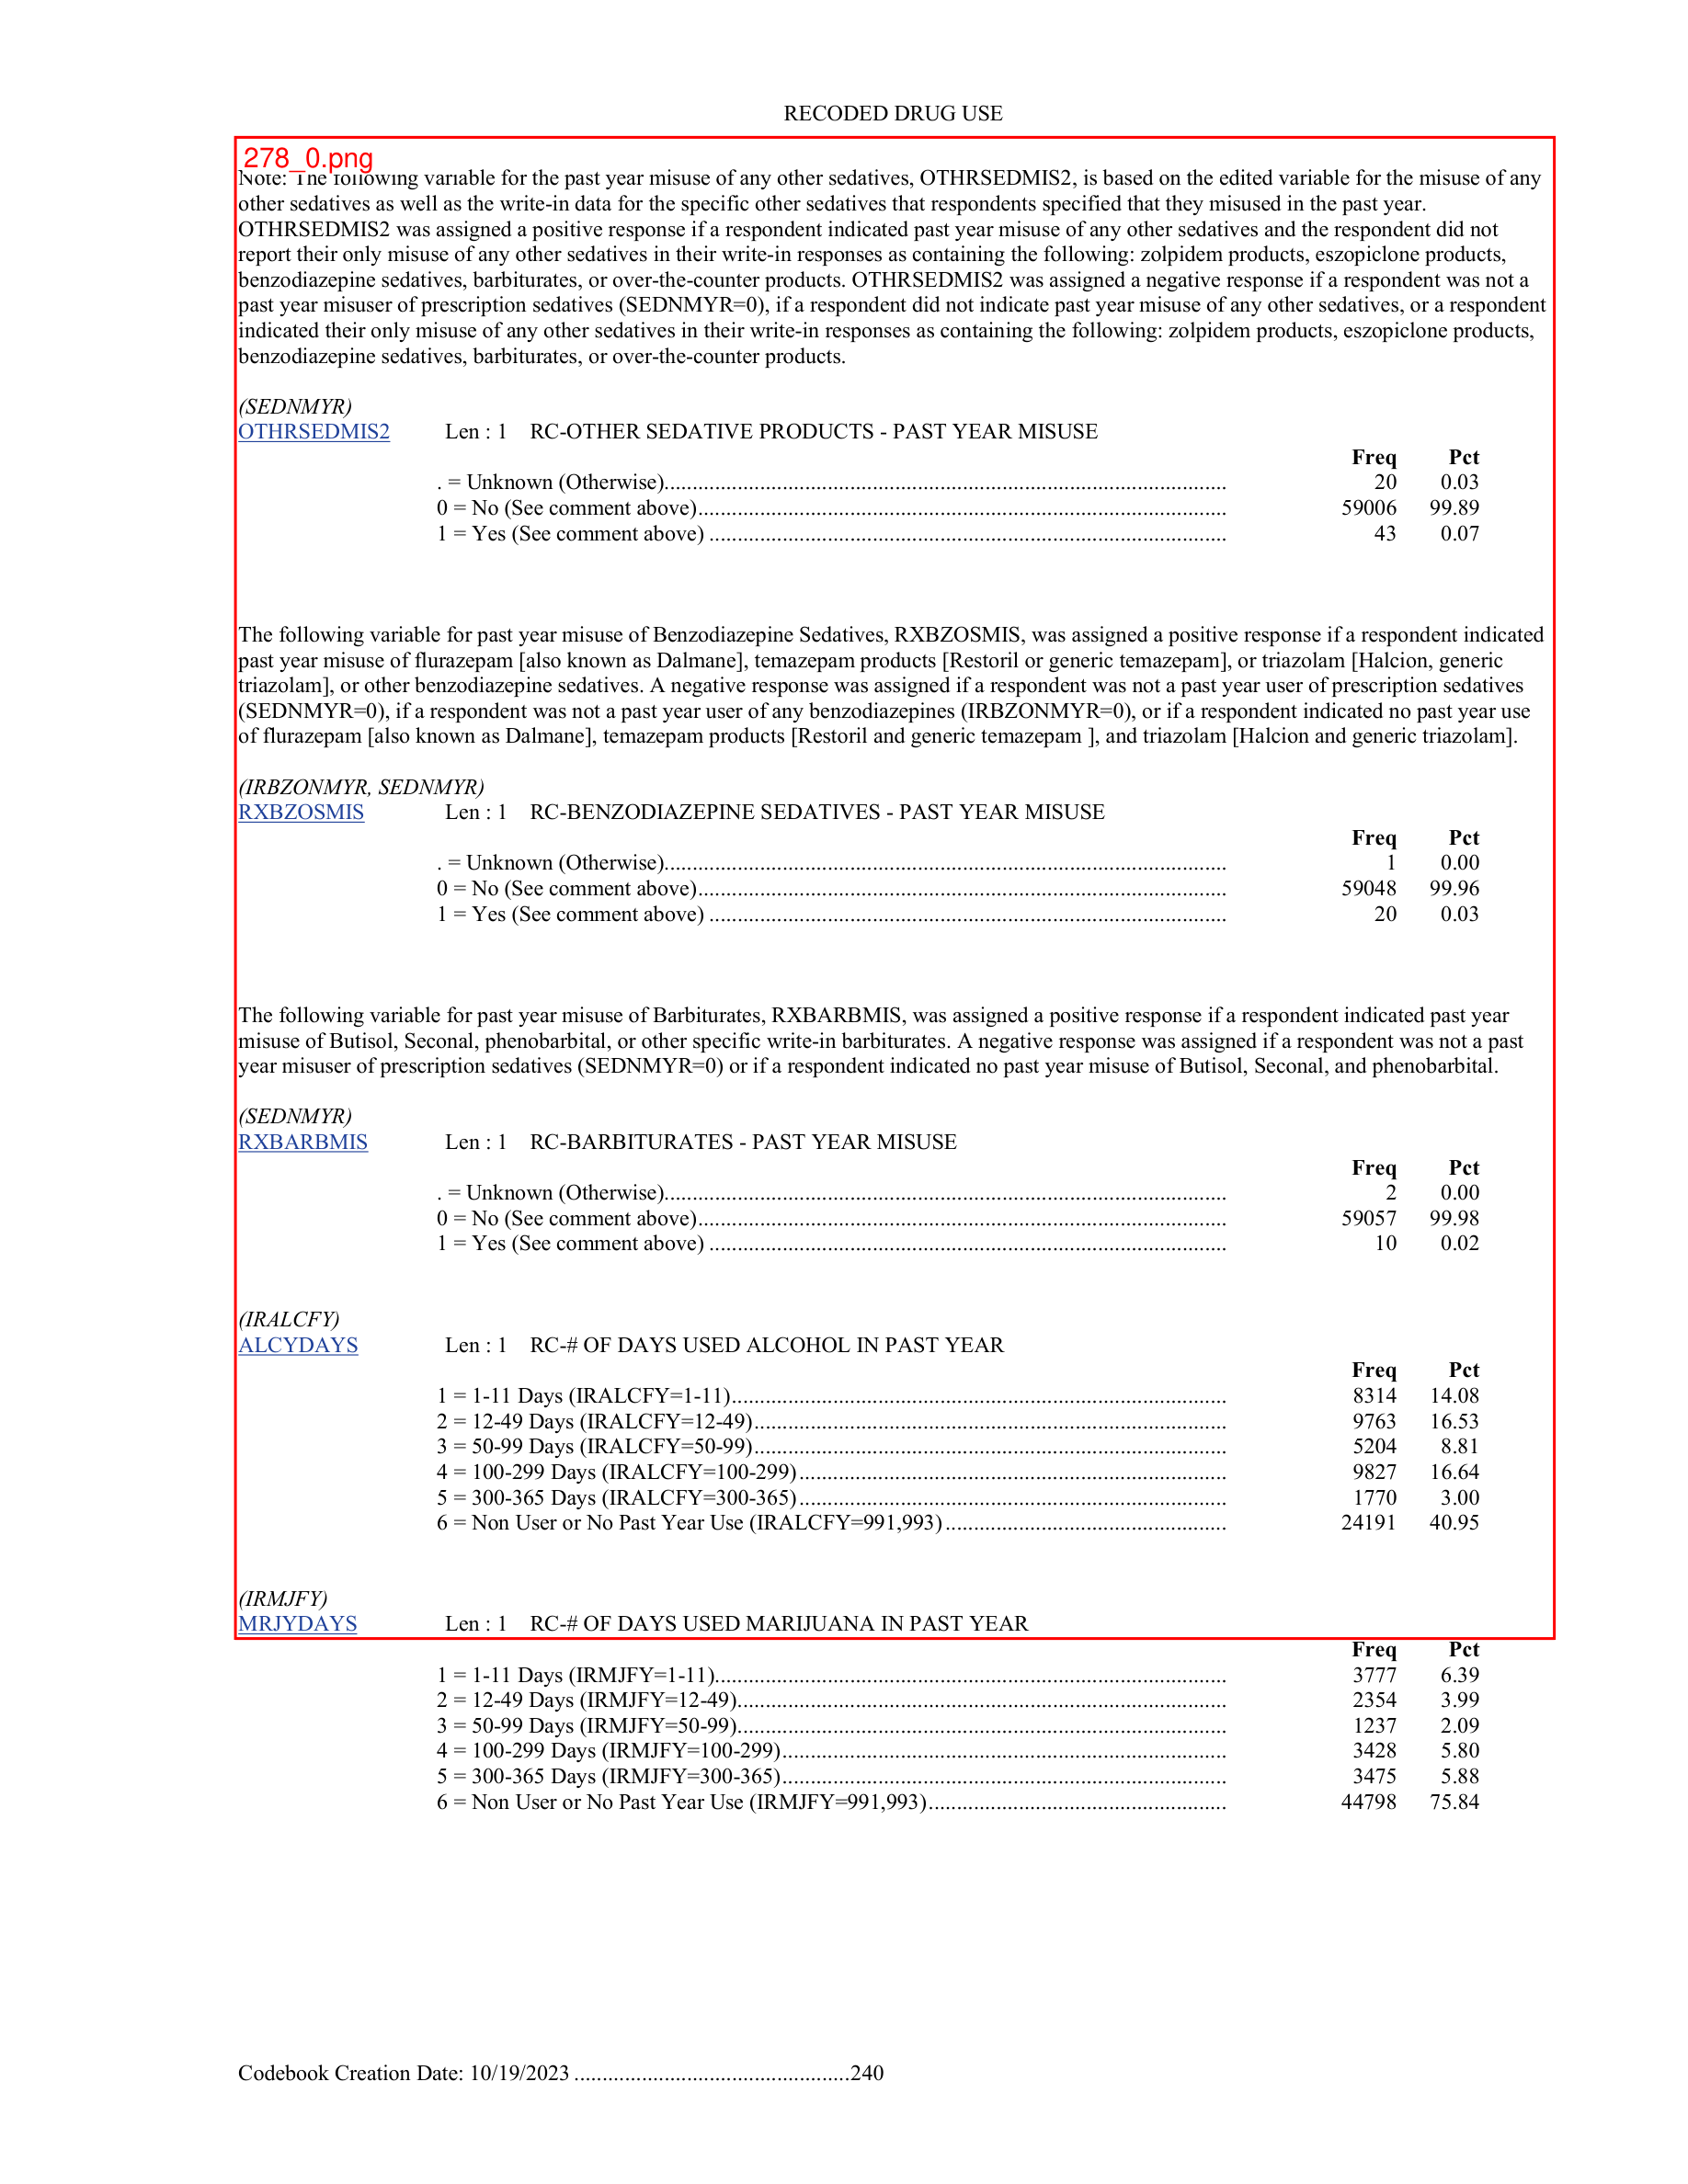 RECODED DRUG USE
278_0.png
Note: The following variable for the past year misuse of any other sedatives, OTHRSEDMIS2, is based on the edited variable for the misuse of any
other sedatives as well as the write-in data for the specific other sedatives that respondents specified that they misused in the past year.
OTHRSEDMIS2 was assigned a positive response if a respondent indicated past year misuse of any other sedatives and the respondent did not
report their only misuse of any other sedatives in their write-in responses as containing the following: zolpidem products, eszopiclone products,
benzodiazepine sedatives, barbiturates, or over-the-counter products. OTHRSEDMIS2 was assigned a negative response if a respondent was not a
past year misuser of prescription sedatives (SEDNMYR=0), if a respondent did not indicate past year misuse of any other sedatives, or a respondent
indicated their only misuse of any other sedatives in their write-in responses as containing the following: zolpidem products, eszopiclone products,
benzodiazepine sedatives, barbiturates, or over-the-counter products.
(SEDNMYR)
OTHRSEDMIS2 Len : 1 RC-OTHER SEDATIVE PRODUCTS - PAST YEAR MISUSE
Freq Pct
. = Unknown (Otherwise).................................................................................................... 20 0.03
0 = No (See comment above).............................................................................................. 59006 99.89
1 = Yes (See comment above) ............................................................................................ 43 0.07
The following variable for past year misuse of Benzodiazepine Sedatives, RXBZOSMIS, was assigned a positive response if a respondent indicated
past year misuse of flurazepam [also known as Dalmane], temazepam products [Restoril or generic temazepam], or triazolam [Halcion, generic
triazolam], or other benzodiazepine sedatives. A negative response was assigned if a respondent was not a past year user of prescription sedatives
(SEDNMYR=0), if a respondent was not a past year user of any benzodiazepines (IRBZONMYR=0), or if a respondent indicated no past year use
of flurazepam [also known as Dalmane], temazepam products [Restoril and generic temazepam ], and triazolam [Halcion and generic triazolam].
(IRBZONMYR, SEDNMYR)
RXBZOSMIS Len : 1 RC-BENZODIAZEPINE SEDATIVES - PAST YEAR MISUSE
Freq Pct
. = Unknown (Otherwise).................................................................................................... 1 0.00
0 = No (See comment above).............................................................................................. 59048 99.96
1 = Yes (See comment above) ............................................................................................ 20 0.03
The following variable for past year misuse of Barbiturates, RXBARBMIS, was assigned a positive response if a respondent indicated past year
misuse of Butisol, Seconal, phenobarbital, or other specific write-in barbiturates. A negative response was assigned if a respondent was not a past
year misuser of prescription sedatives (SEDNMYR=0) or if a respondent indicated no past year misuse of Butisol, Seconal, and phenobarbital.
(SEDNMYR)
RXBARBMIS Len : 1 RC-BARBITURATES - PAST YEAR MISUSE
Freq Pct
. = Unknown (Otherwise).................................................................................................... 2 0.00
0 = No (See comment above).............................................................................................. 59057 99.98
1 = Yes (See comment above) ............................................................................................ 10 0.02
(IRALCFY)
ALCYDAYS Len : 1 RC-# OF DAYS USED ALCOHOL IN PAST YEAR
Freq Pct
1 = 1-11 Days (IRALCFY=1-11)........................................................................................ 8314 14.08
2 = 12-49 Days (IRALCFY=12-49).................................................................................... 9763 16.53
3 = 50-99 Days (IRALCFY=50-99).................................................................................... 5204 8.81
4 = 100-299 Days (IRALCFY=100-299)............................................................................ 9827 16.64
5 = 300-365 Days (IRALCFY=300-365)............................................................................ 1770 3.00
6 = Non User or No Past Year Use (IRALCFY=991,993).................................................. 24191 40.95
(IRMJFY)
MRJYDAYS Len : 1 RC-# OF DAYS USED MARIJUANA IN PAST YEAR
Freq Pct
1 = 1-11 Days (IRMJFY=1-11)........................................................................................... 3777 6.39
2 = 12-49 Days (IRMJFY=12-49)....................................................................................... 2354 3.99
3 = 50-99 Days (IRMJFY=50-99)....................................................................................... 1237 2.09
4 = 100-299 Days (IRMJFY=100-299)............................................................................... 3428 5.80
5 = 300-365 Days (IRMJFY=300-365)............................................................................... 3475 5.88
6 = Non User or No Past Year Use (IRMJFY=991,993)..................................................... 44798 75.84
Codebook Creation Date: 10/19/2023 .................................................240